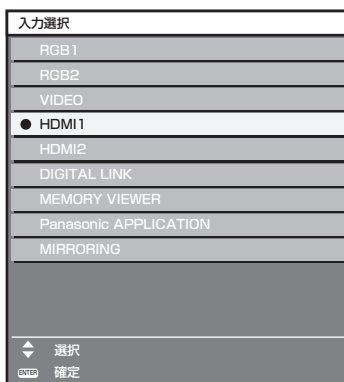 入力選択
RGB1
RGB2
VIDEO
HDMI1
HDMI2
DIGITAL LINK
MEMORY VIEWER
Panasonic APPLICATION
MIRRORING
選択
ENTER 確定